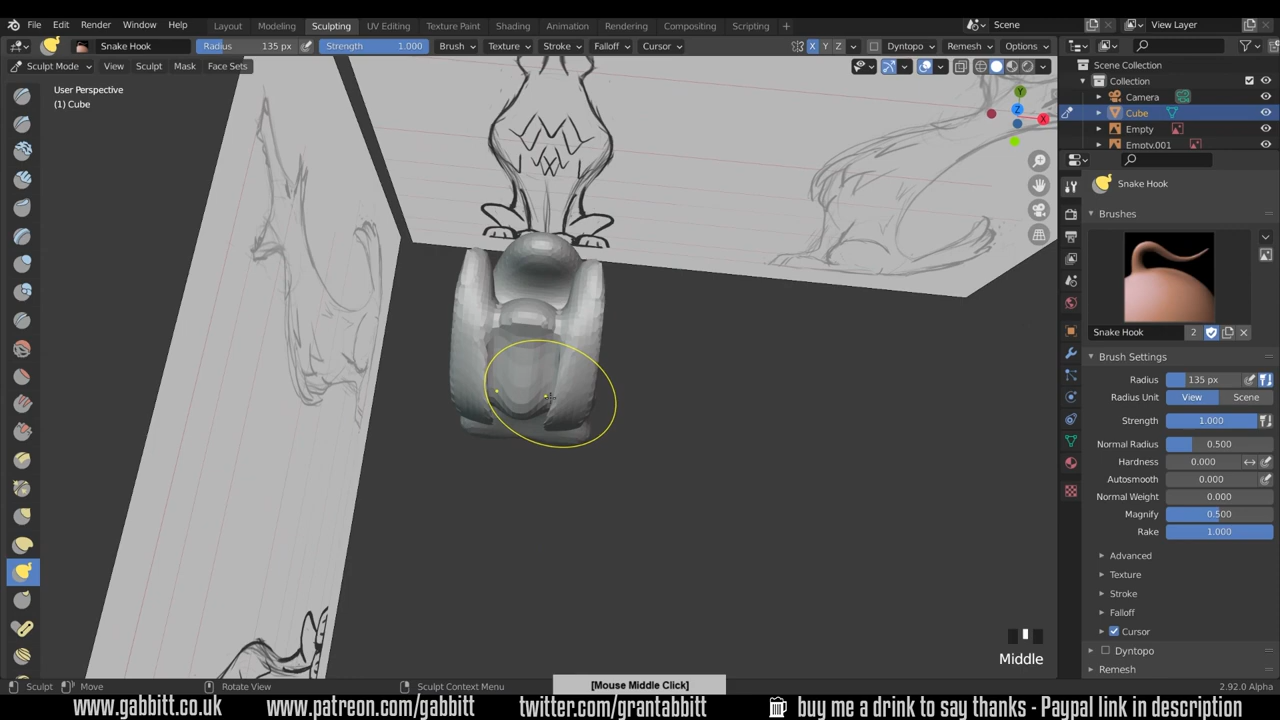 File Edit Render Window Help Layout Modeling Sculpting UV Editing Texture Paint Shading Animation Rendering Compositing Scripting + Scene View Layer
Snake Hook Radius 135 px Strength 1.000 Brush Texture Stroke Falloff Cursor X Y Z Dyntopo Remesh Options
Sculpt Mode View Sculpt Mask Face Sets
Scene Collection
Collection
Camera
Cube
Empty
Empty.001
User Perspective
(1) Cube
Y
Z
X
Snake Hook
Brushes
Snake Hook 2
Brush Settings
Radius 135 px
Radius Unit View Scene
Strength 1.000
Normal Radius 0.500
Hardness 0.000
Autosmooth 0.000
Normal Weight 0.000
Magnify 0.500
Rake 1.000
Advanced
Texture
Stroke
Falloff
Cursor
Dyntopo
Remesh
Middle
Sculpt Move Rotate View Sculpt Context Menu [Mouse Middle Click] 2.92.0 Alpha
www.gabbitt.co.uk www.patreon.com/gabbitt twitter.com/grantabbitt buy me a drink to say thanks - Paypal link in description